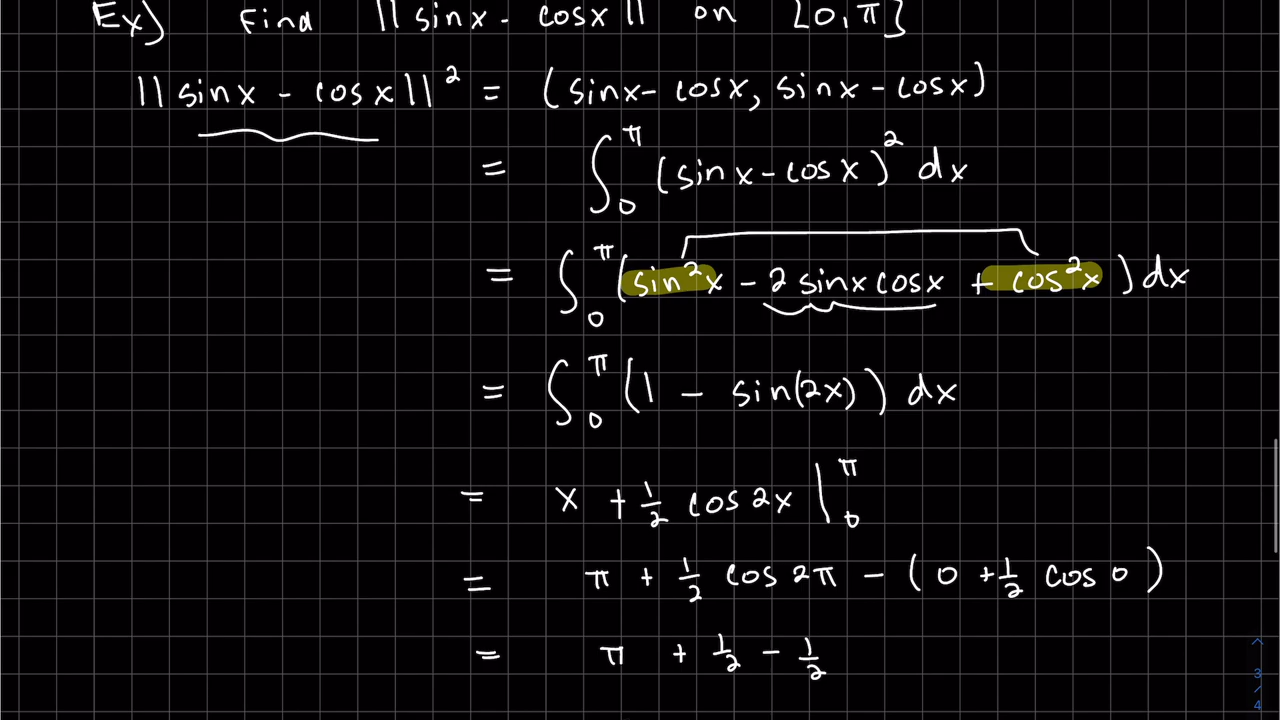 Ex) Find ||sinx - cosx|| on [0,π]
||sinx - cosx||² = (sinx - cosx, sinx - cosx)
= ∫₀^π (sinx - cosx)² dx
= ∫₀^π (sin²x - 2 sinx cosx + cos²x) dx
= ∫₀^π (1 - sin(2x)) dx
= x + 1/2 cos 2x |₀^π
= π + 1/2 cos 2π - (0 + 1/2 cos 0)
= π + 1/2 - 1/2
3/4